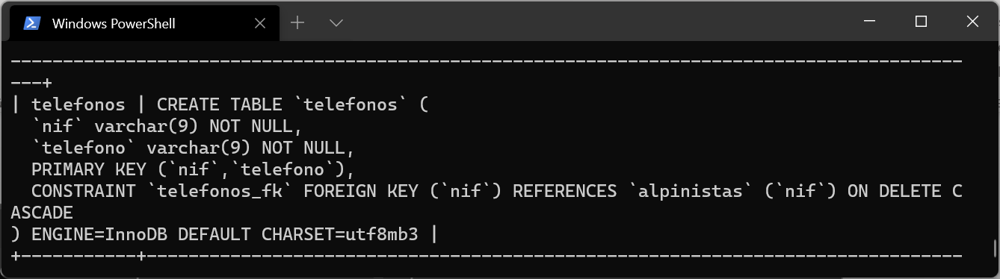 Windows PowerShell
-------------------------------------------------------------------------------------------
---+
| telefonos | CREATE TABLE `telefonos` (
  `nif` varchar(9) NOT NULL,
  `telefono` varchar(9) NOT NULL,
  PRIMARY KEY (`nif`,`telefono`),
  CONSTRAINT `telefonos_fk` FOREIGN KEY (`nif`) REFERENCES `alpinistas` (`nif`) ON DELETE C
ASCADE
) ENGINE=InnoDB DEFAULT CHARSET=utf8mb3 |
+-----------+------------------------------------------------------------------------------